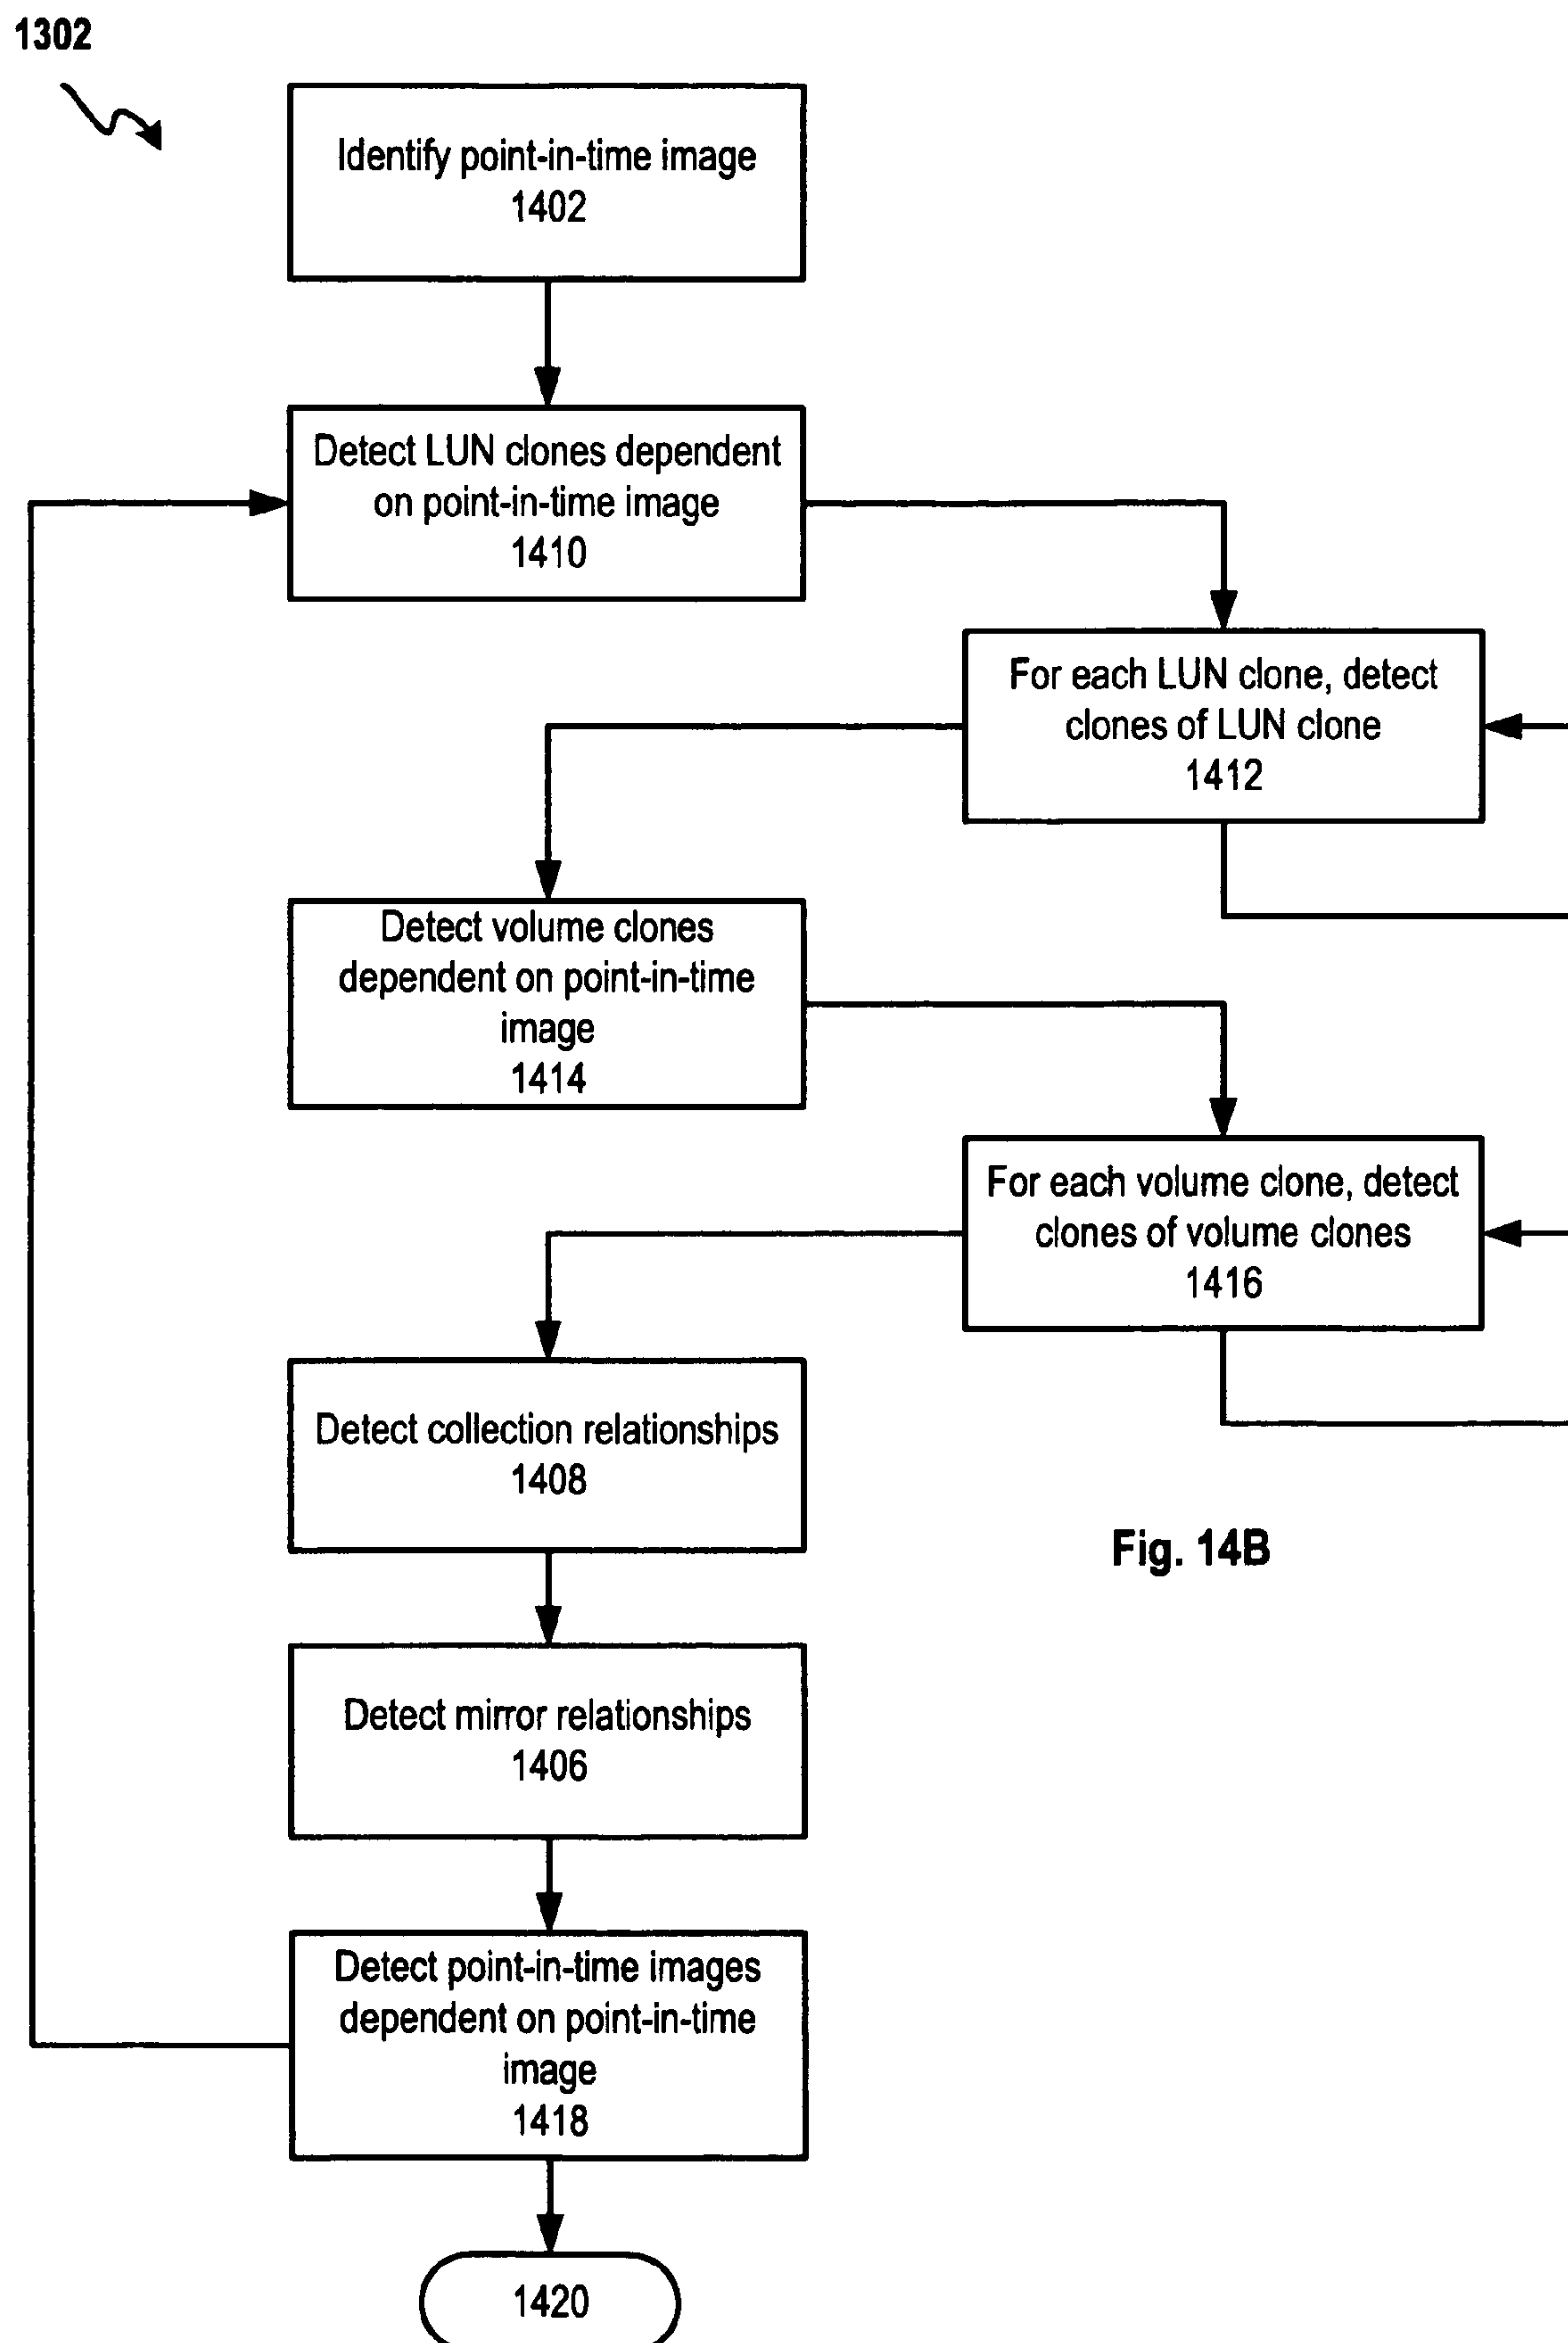 1302
Identify point-in-time image
1402
Detect LUN clones dependent
on point-in-time image
1410
For each LUN clone, detect
clones of LUN clone
1412
Detect volume clones
dependent on point-in-time
image
1414
For each volume clone, detect
clones of volume clones
1416
Detect collection relationships
1408
Fig. 14B
Detect mirror relationships
1406
Detect point-in-time images
dependent on point-in-time
image
1418
1420